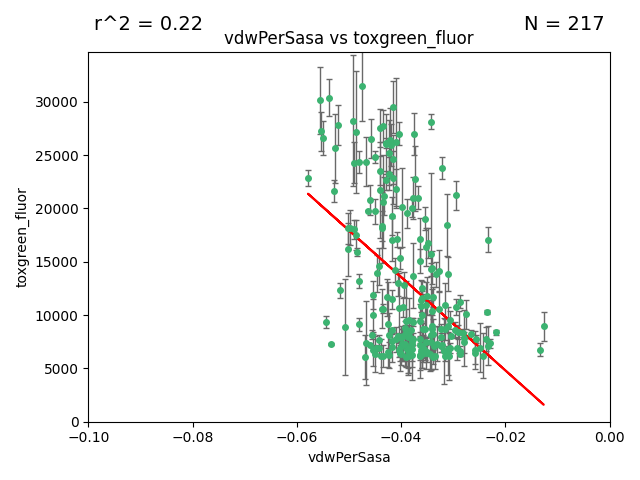 r^2 = 0.22
N = 217
vdwPerSasa vs toxgreen_fluor
30000
25000
20000
15000
10000
5000
0
toxgreen_fluor
−0.10
−0.08
−0.06
−0.04
−0.02
0.00
vdwPerSasa